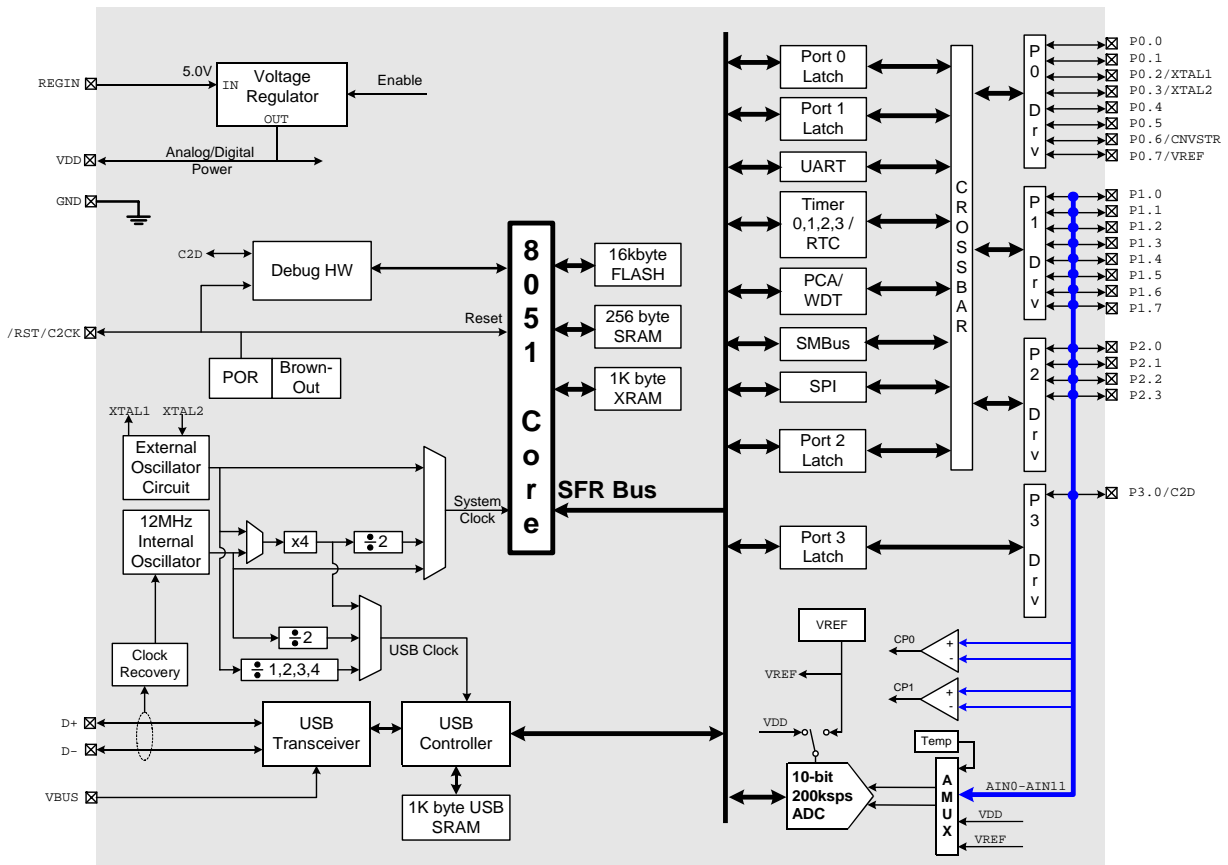 REGIN
5.0V
IN
Voltage
Regulator
OUT
Enable
VDD
Analog/Digital
Power
GND
C2D
Debug HW
/RST/C2CK
Reset
POR
Brown-
Out
XTAL1
XTAL2
External
Oscillator
Circuit
12MHz
Internal
Oscillator
x4
÷2
System
Clock
÷2
÷1,2,3,4
USB Clock
Clock
Recovery
D+
D-
VBUS
USB
Transceiver
USB
Controller
1K byte USB
SRAM
8051 Core
16kbyte
FLASH
256 byte
SRAM
1K byte
XRAM
SFR Bus
Port 0
Latch
Port 1
Latch
UART
Timer
0,1,2,3 /
RTC
PCA/
WDT
SMBus
SPI
Port 2
Latch
Port 3
Latch
CROSSBAR
P0 Drv
P1 Drv
P2 Drv
P3 Drv
P0.0
P0.1
P0.2/XTAL1
P0.3/XTAL2
P0.4
P0.5
P0.6/CNVSTR
P0.7/VREF
P1.0
P1.1
P1.2
P1.3
P1.4
P1.5
P1.6
P1.7
P2.0
P2.1
P2.2
P2.3
P3.0/C2D
VREF
VREF
VDD
CP0
+
-
CP1
+
-
Temp
10-bit
200ksps
ADC
AMUX
AIN0-AIN11
VDD
VREF